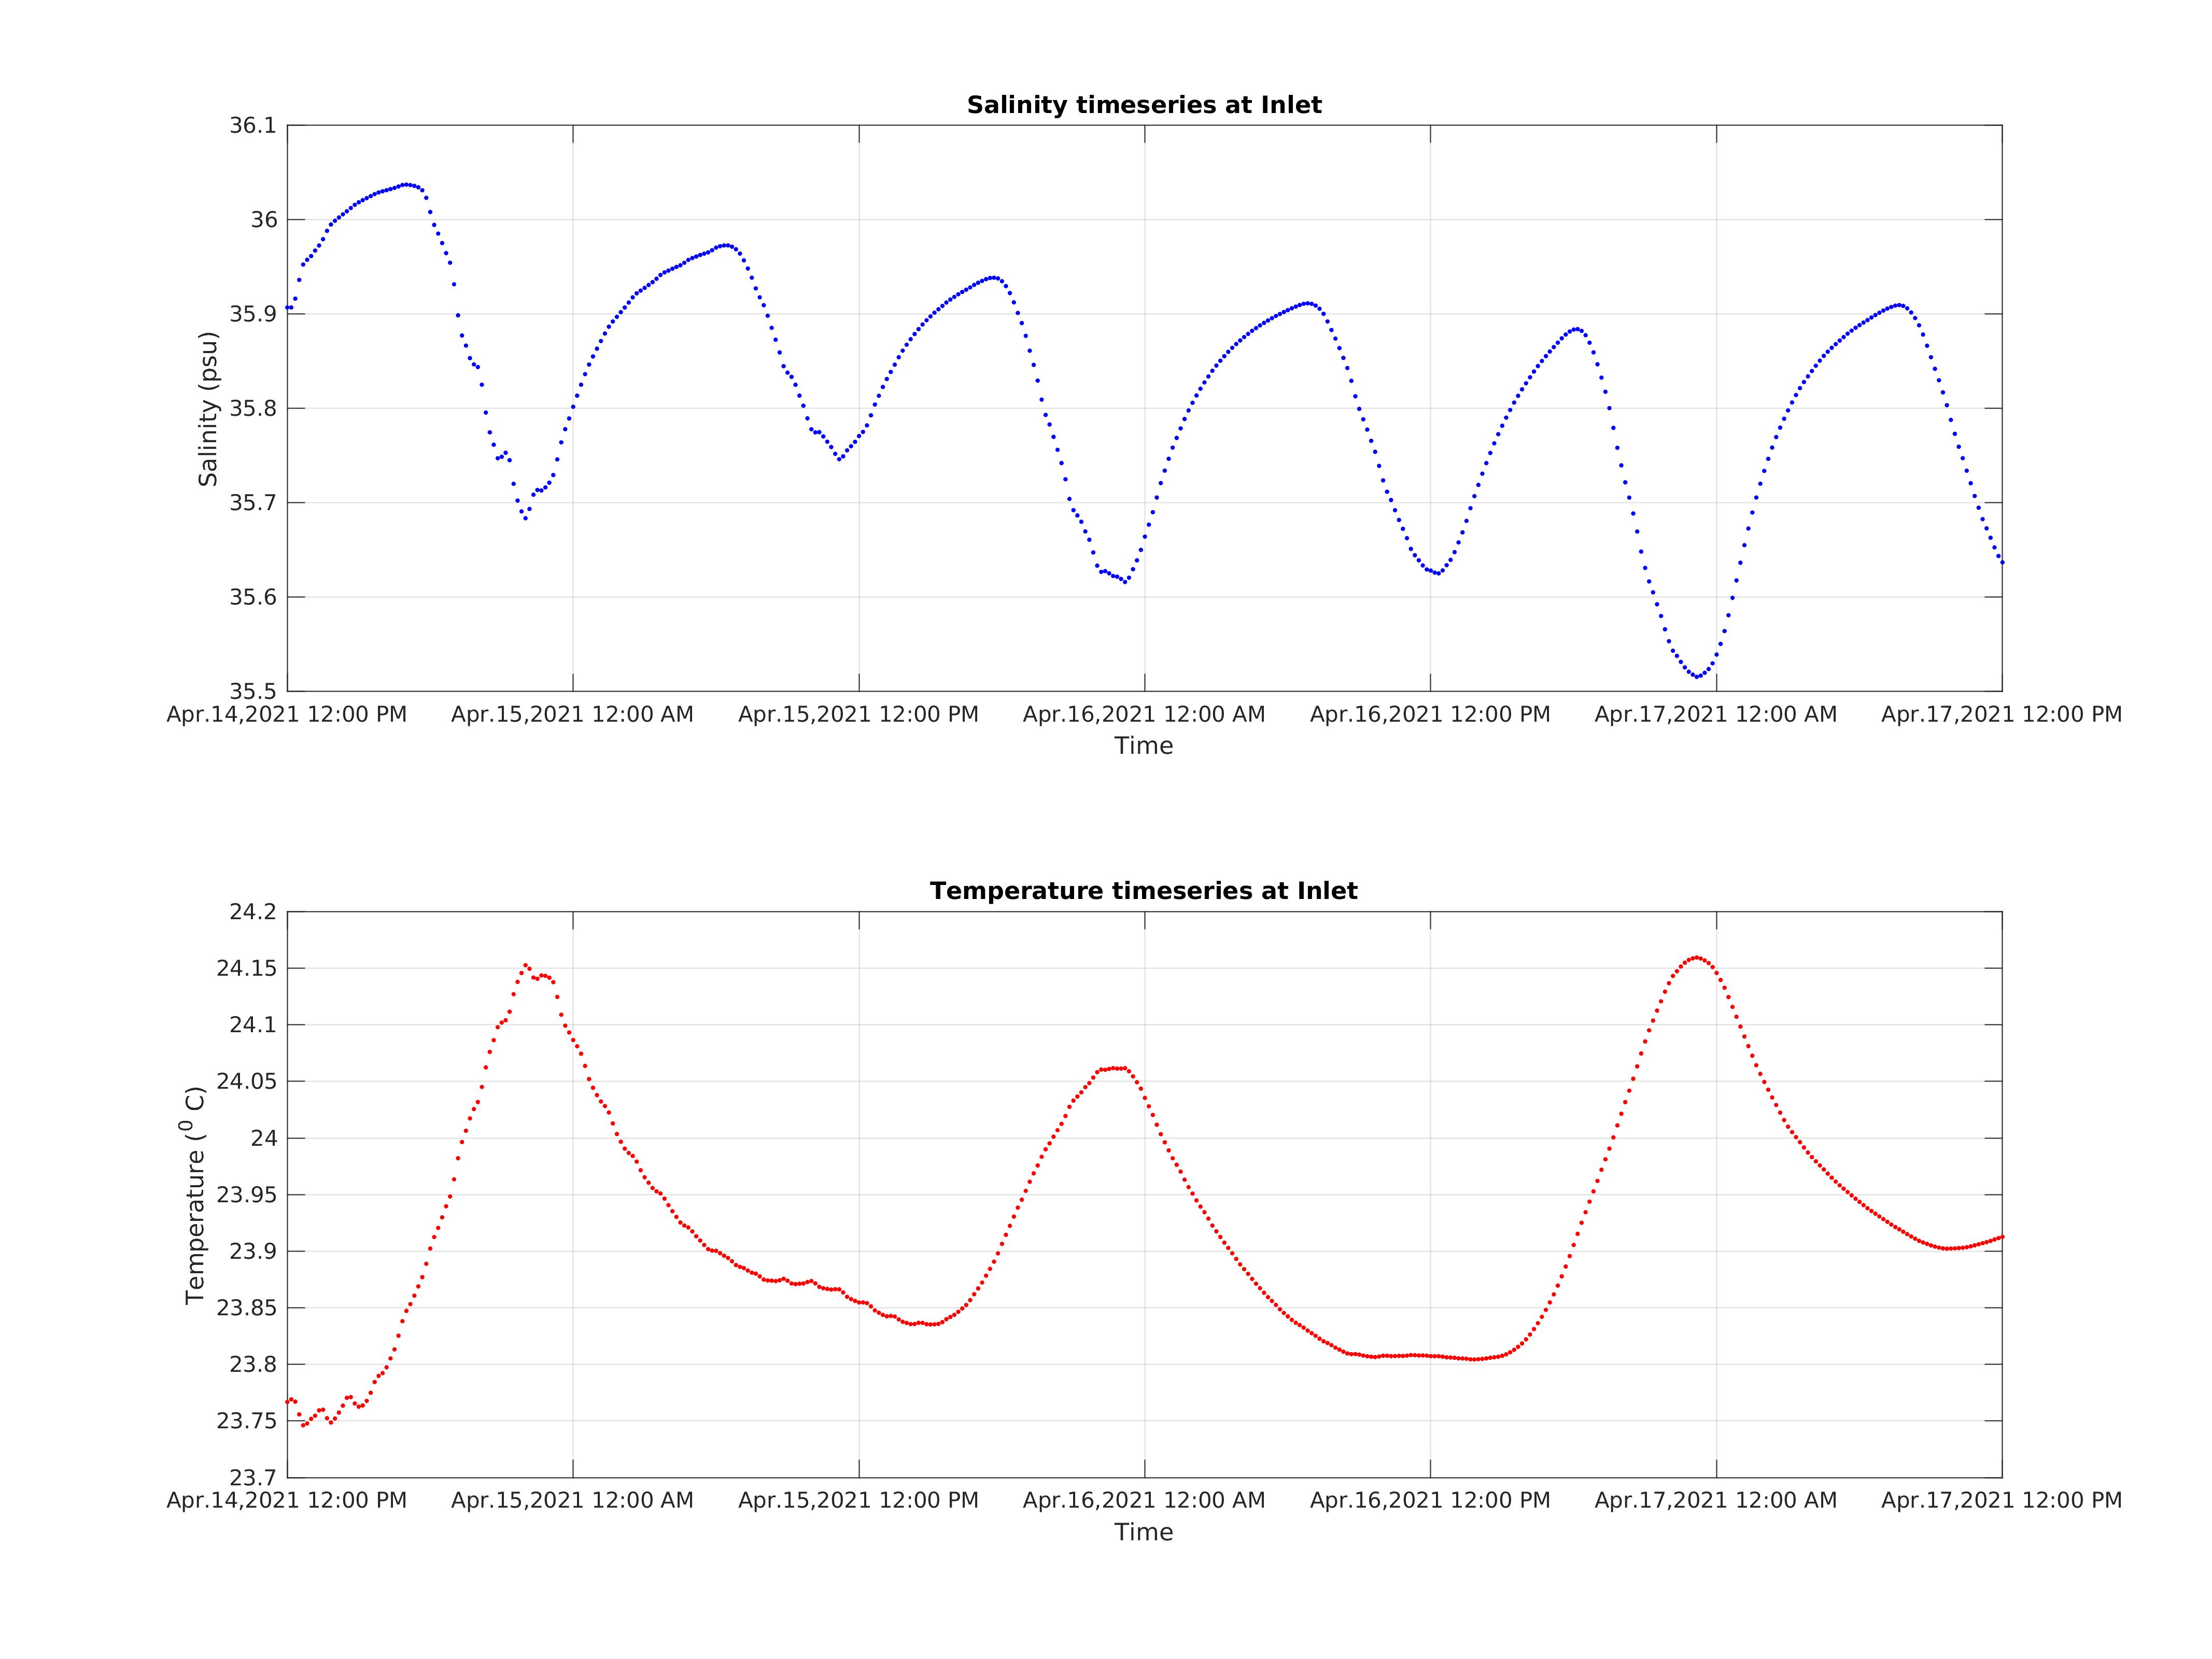 Salinity timeseries at Inlet
36.1
36
35.9
35.8
35.7
35.6
35.5
Salinity (psu)
Apr.14,2021 12:00 PM Apr.15,2021 12:00 AM Apr.15,2021 12:00 PM Apr.16,2021 12:00 AM Apr.16,2021 12:00 PM Apr.17,2021 12:00 AM Apr.17,2021 12:00 PM
Time
Temperature timeseries at Inlet
24.2
24.15
24.1
24.05
24
23.95
23.9
23.85
23.8
23.75
23.7
Temperature (⁰ C)
Apr.14,2021 12:00 PM Apr.15,2021 12:00 AM Apr.15,2021 12:00 PM Apr.16,2021 12:00 AM Apr.16,2021 12:00 PM Apr.17,2021 12:00 AM Apr.17,2021 12:00 PM
Time